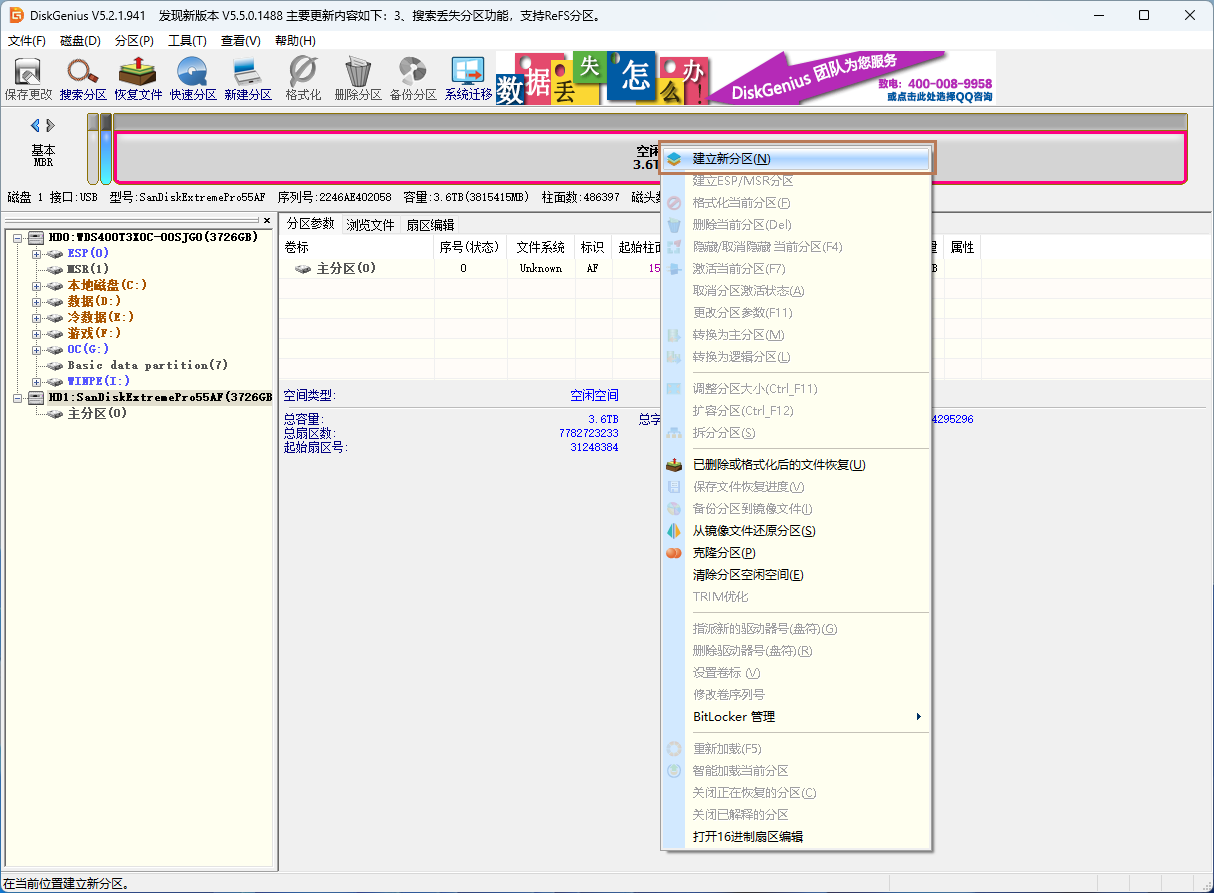 DiskGenius V5.2.1.941 发现新版本 V5.5.0.1488 主要更新内容如下：3、搜索丢失分区功能，支持ReFS分区。
文件(F) 磁盘(D) 分区(P) 工具(T) 查看(V) 帮助(H)
保存更改 搜索分区 恢复文件 快速分区 新建分区 格式化 删除分区 备份分区 系统迁移
数据丢失怎么办!
DiskGenius 团队为您服务
致电：400-008-9958
或点击此处选择QQ咨询
基本
MBR
空闲
3.6T
磁盘 1 接口:USB 型号:SanDiskExtremePro55AF 序列号:2246AE402058 容量:3.6TB(3815415MB) 柱面数:486397 磁头数
HD0:WDS400T3X0C-00SJG0(3726GB)
ESP(0)
MSR(1)
本地磁盘(C:)
数据(D:)
冷数据(E:)
游戏(F:)
OC(G:)
Basic data partition(7)
WINPE(I:)
HD1:SanDiskExtremePro55AF(3726GB
主分区(0)
分区参数 浏览文件 扇区编辑
卷标 序号(状态) 文件系统 标识 起始柱面 量 属性
主分区(0) 0 Unknown AF 15 B
空间类型: 空闲空间
总容量: 3.6TB 总字 4295296
总扇区数: 7782723233
起始扇区号: 31248384
建立新分区(N)
建立ESP/MSR分区
格式化当前分区(F)
删除当前分区(Del)
隐藏/取消隐藏 当前分区(F4)
激活当前分区(F7)
取消分区激活状态(A)
更改分区参数(F11)
转换为主分区(M)
转换为逻辑分区(L)
调整分区大小(Ctrl_F11)
扩容分区(Ctrl_F12)
拆分分区(S)
已删除或格式化后的文件恢复(U)
保存文件恢复进度(V)
备份分区到镜像文件(I)
从镜像文件还原分区(S)
克隆分区(P)
清除分区空闲空间(E)
TRIM优化
指派新的驱动器号(盘符)(G)
删除驱动器号(盘符)(R)
设置卷标 (V)
修改卷序列号
BitLocker 管理
重新加载(F5)
智能加载当前分区
关闭正在恢复的分区(C)
关闭已解释的分区
打开16进制扇区编辑
在当前位置建立新分区。